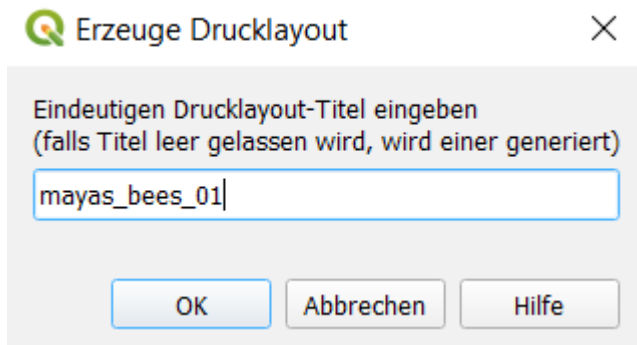 Erzeuge Drucklayout
Eindeutigen Drucklayout-Titel eingeben
(falls Titel leer gelassen wird, wird einer generiert)
mayas_bees_01
OK
Abbrechen
Hilfe